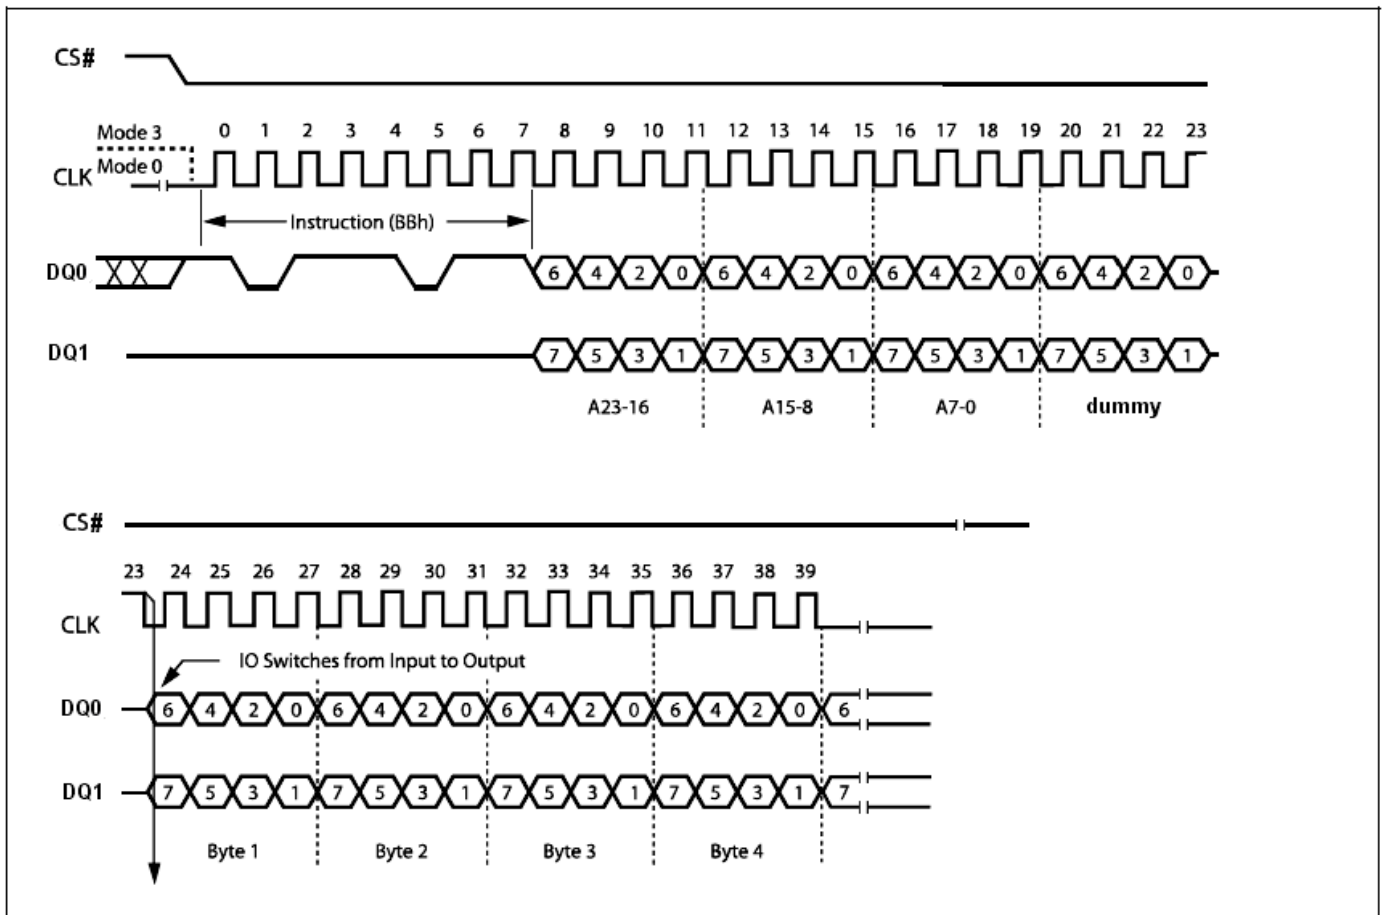 CS#
Mode 3
0 1 2 3 4 5 6 7 8 9 10 11 12 13 14 15 16 17 18 19 20 21 22 23
CLK Mode 0
Instruction (BBh)
DQ0 6 4 2 0 6 4 2 0 6 4 2 0 6 4 2 0
DQ1 7 5 3 1 7 5 3 1 7 5 3 1 7 5 3 1
A23-16 A15-8 A7-0 dummy
CS#
23 24 25 26 27 28 29 30 31 32 33 34 35 36 37 38 39
CLK
IO Switches from Input to Output
DQ0 6 4 2 0 6 4 2 0 6 4 2 0 6 4 2 0 6
DQ1 7 5 3 1 7 5 3 1 7 5 3 1 7 5 3 1 7
Byte 1 Byte 2 Byte 3 Byte 4